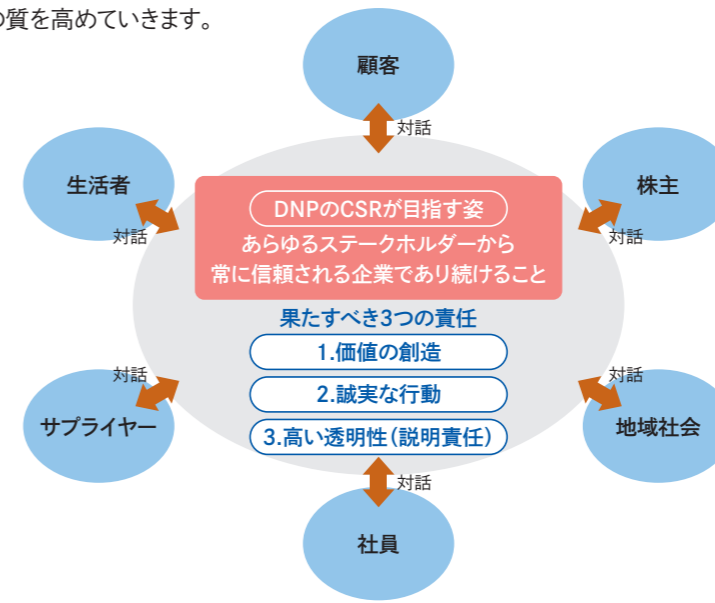 の質を高めていきます。
顧客
対話
生活者
株主
対話
対話
DNPのCSRが目指す姿
あらゆるステークホルダーから
常に信頼される企業であり続けること
果たすべき3つの責任
1.価値の創造
2.誠実な行動
3.高い透明性(説明責任)
対話
対話
サプライヤー
地域社会
対話
社員